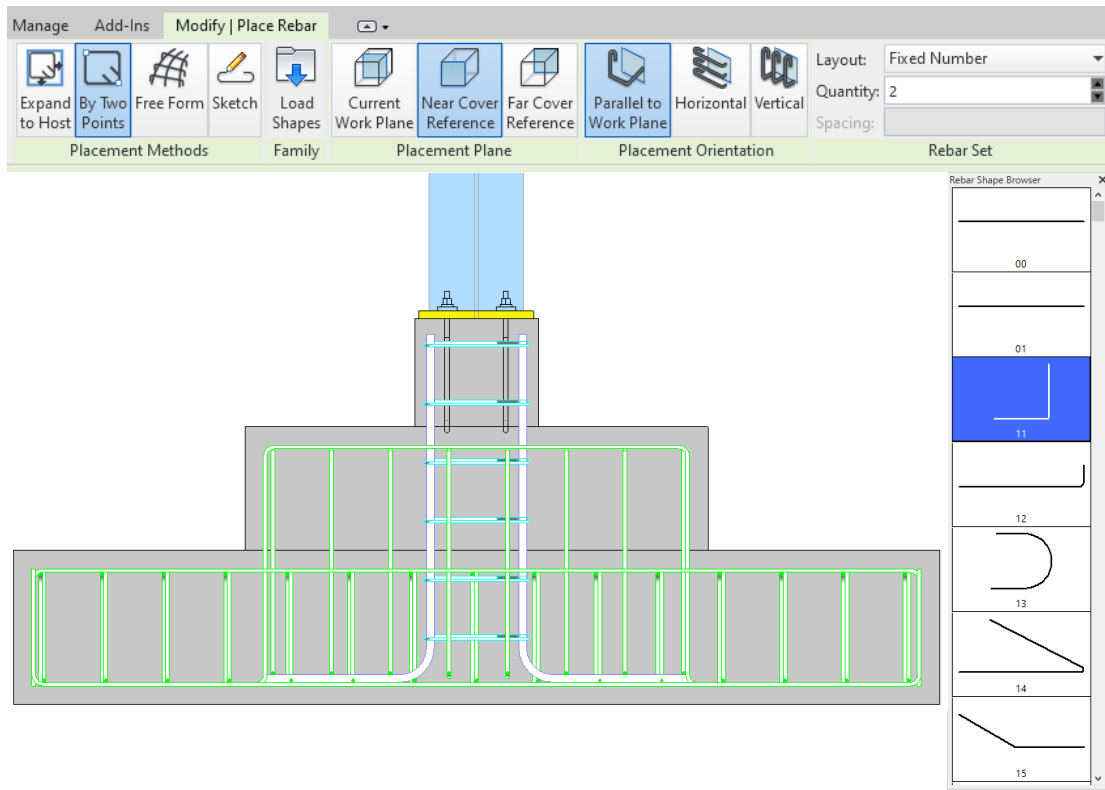 Manage Add-Ins Modify | Place Rebar
Expand to Host By Two Points Free Form Sketch Load Shapes Current Work Plane Near Cover Reference Far Cover Reference Parallel to Work Plane Horizontal Vertical
Layout: Fixed Number
Quantity: 2
Spacing:
Placement Methods Family Placement Plane Placement Orientation Rebar Set
Rebar Shape Browser
00
01
11
12
13
14
15